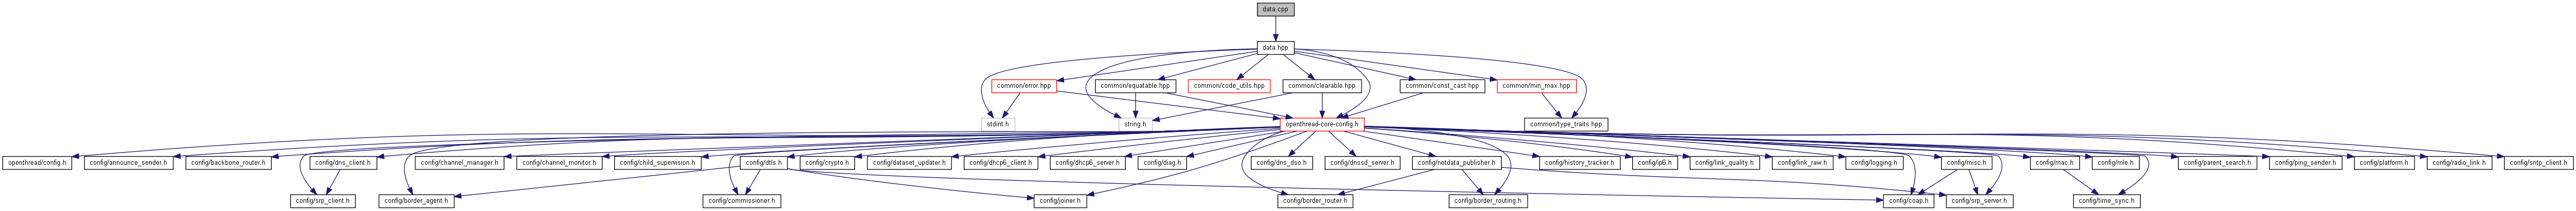 data.cpp
data.hpp
common/error.hpp
common/equatable.hpp
common/code_utils.hpp
common/clearable.hpp
common/const_cast.hpp
common/min_max.hpp
stdint.h
string.h
openthread-core-config.h
common/type_traits.hpp
openthread/config.h
config/announce_sender.h
config/backbone_router.h
config/dns_client.h
config/channel_manager.h
config/channel_monitor.h
config/child_supervision.h
config/dtls.h
config/crypto.h
config/dataset_updater.h
config/dhcp6_client.h
config/dhcp6_server.h
config/diag.h
config/dns_dso.h
config/dnssd_server.h
config/netdata_publisher.h
config/history_tracker.h
config/ip6.h
config/link_quality.h
config/link_raw.h
config/logging.h
config/misc.h
config/mac.h
config/mle.h
config/parent_search.h
config/ping_sender.h
config/platform.h
config/radio_link.h
config/sntp_client.h
config/srp_client.h
config/border_agent.h
config/commissioner.h
config/joiner.h
config/border_router.h
config/border_routing.h
config/coap.h
config/srp_server.h
config/time_sync.h